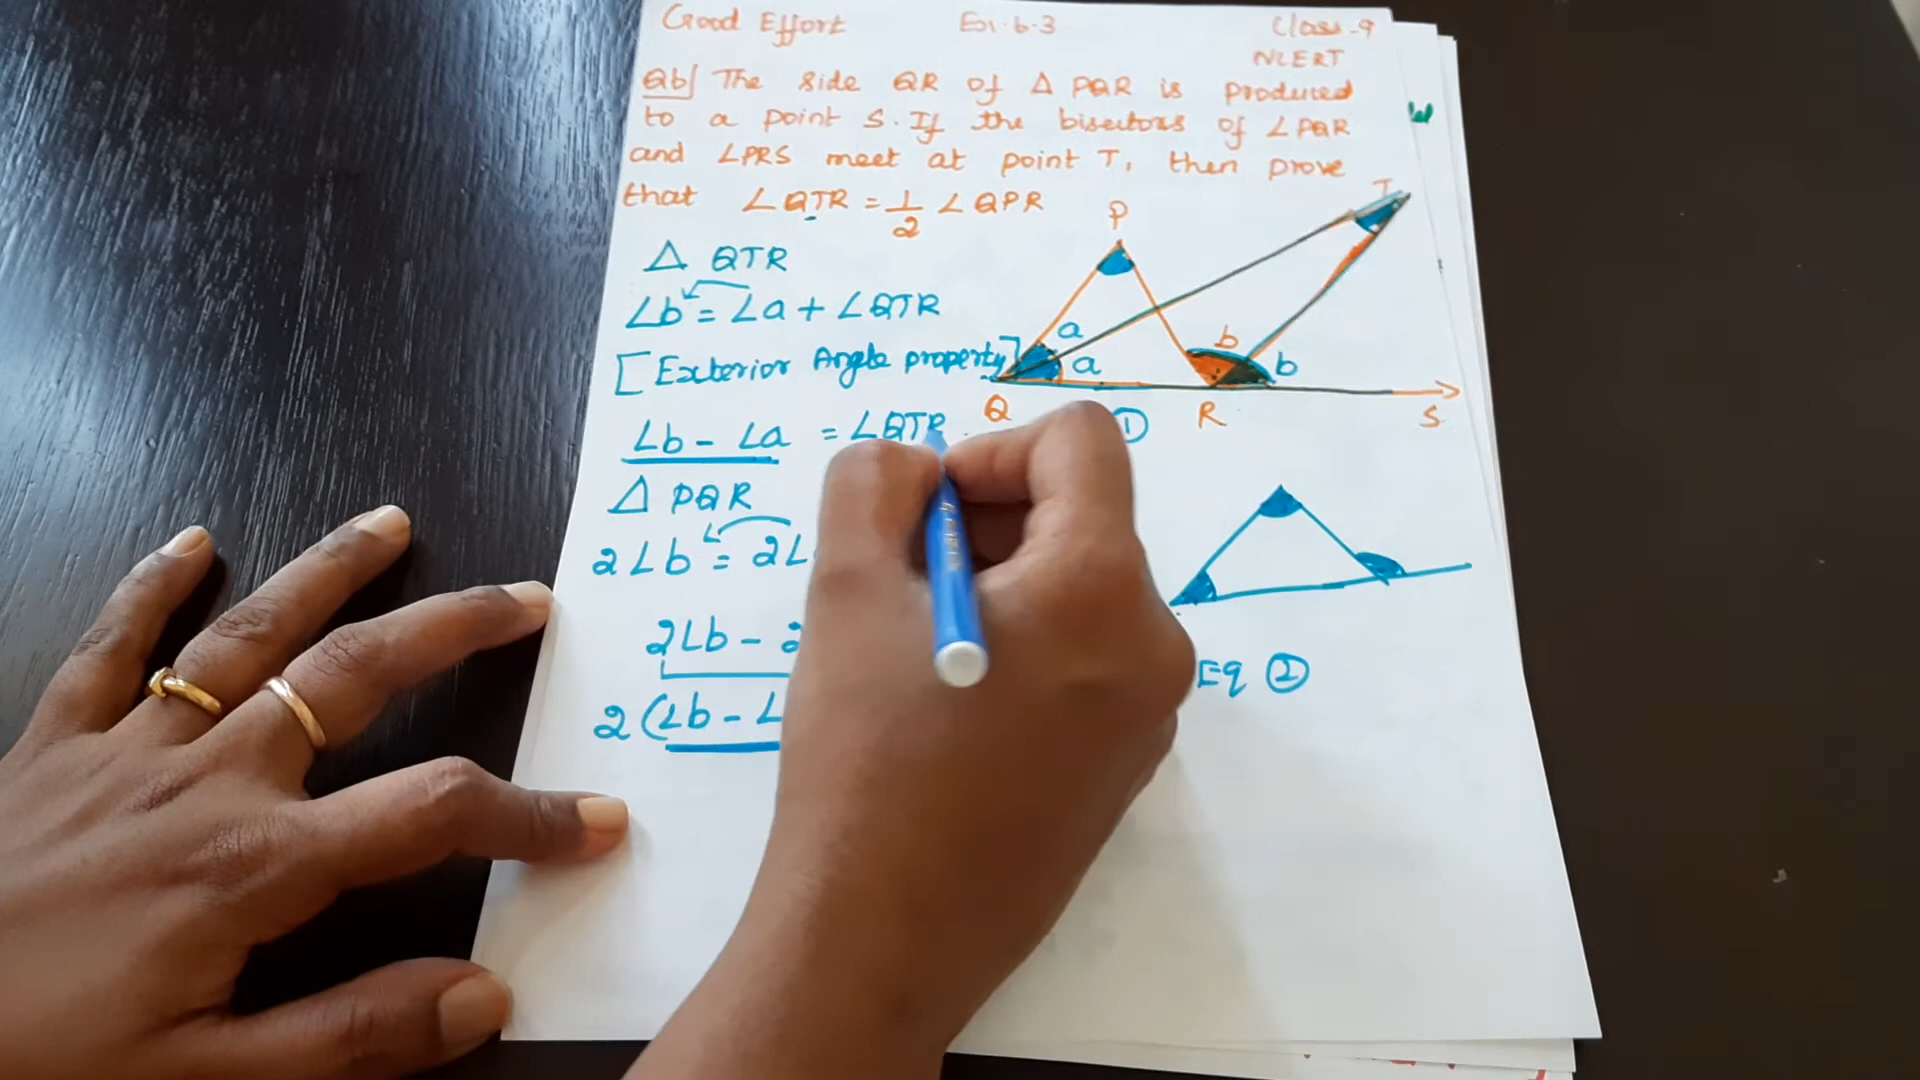 Good Effort Ex 6.3 Class-9
NCERT
Q6] The side QR of Δ PQR is produced
to a point S. If the bisectors of ∠PQR
and ∠PRS meet at point T, then prove
that ∠QTR = 1/2 ∠QPR
Δ QTR
∠b = ∠a + ∠QTR
[Exterior Angle property]
∠b - ∠a = ∠QTR ①
Δ PQR
2∠b = 2∠
2∠b - 2
Eq ②
2(∠b - ∠
P
T
a
a
b
b
Q
R
S